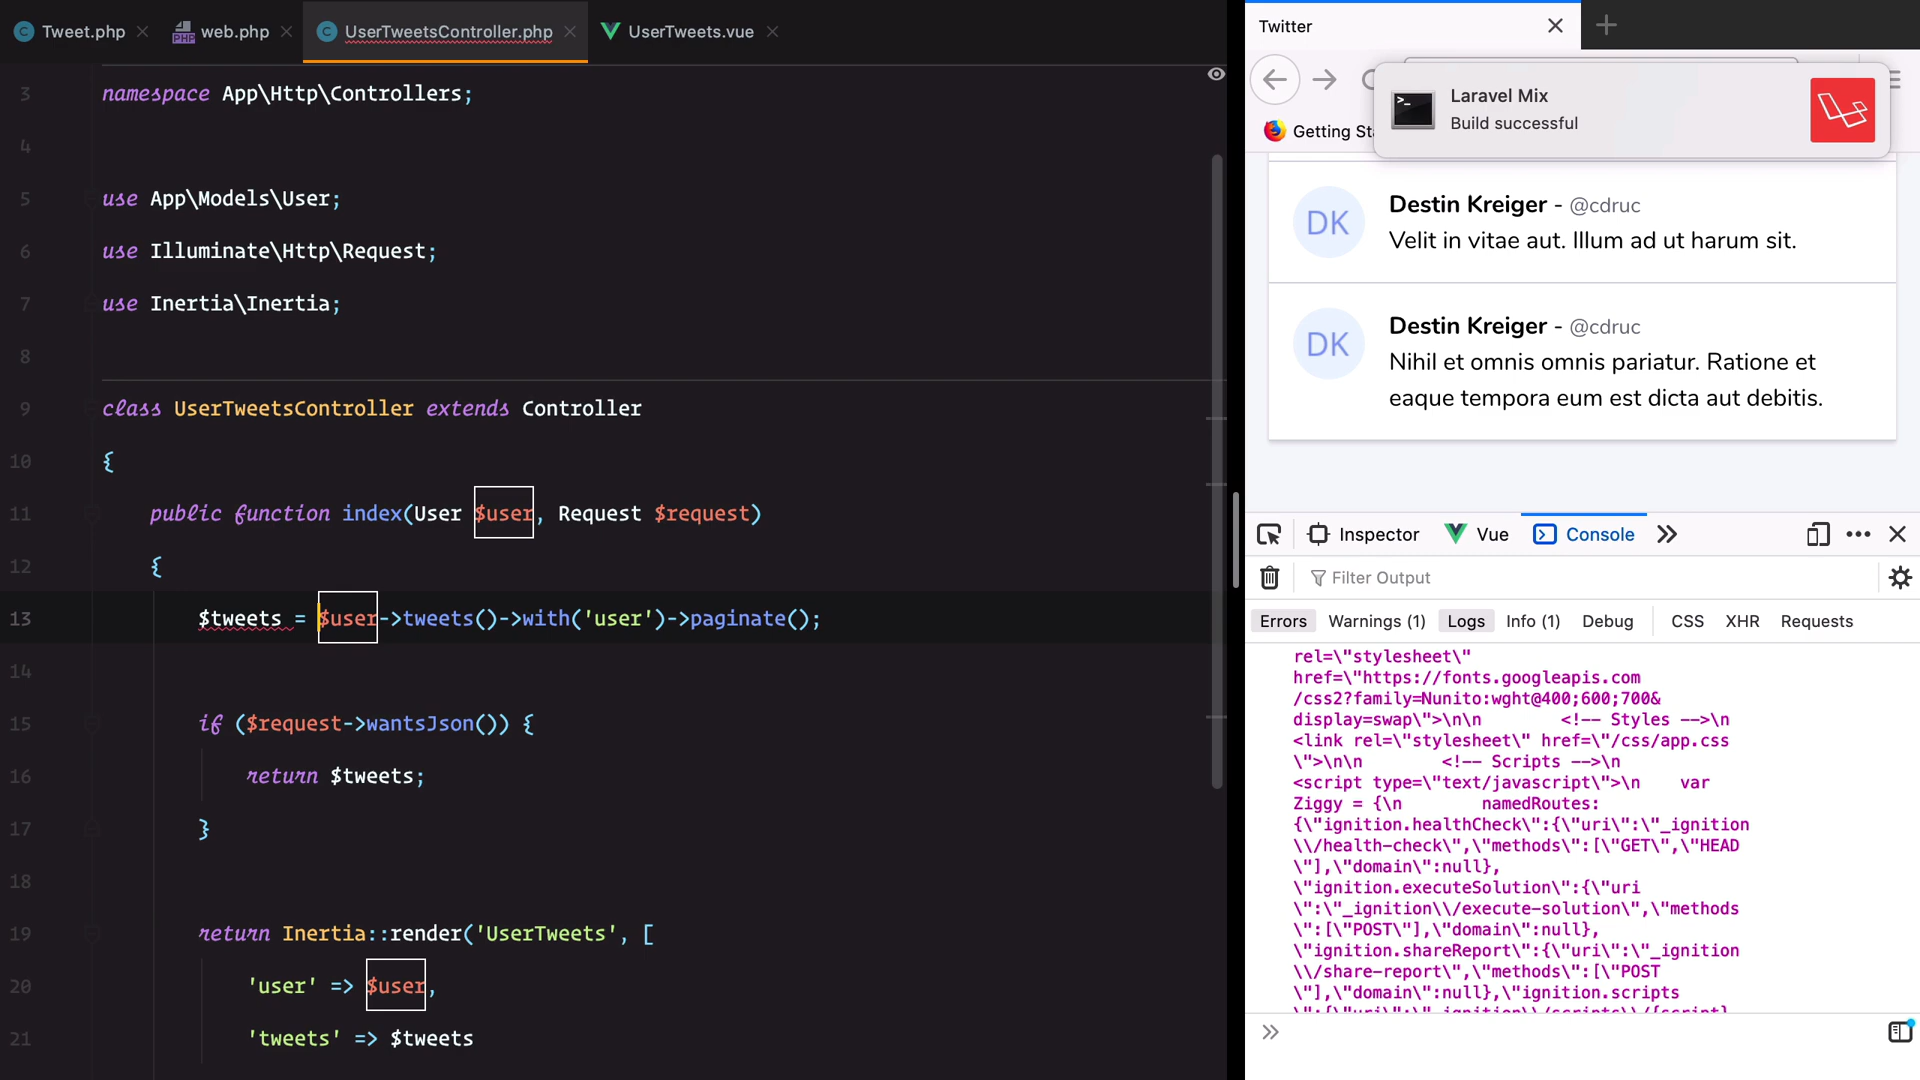 Tweet.php
web.php
UserTweetsController.php
UserTweets.vue
3 namespace App\Http\Controllers;
4
5 use App\Models\User;
6 use Illuminate\Http\Request;
7 use Inertia\Inertia;
8
9 class UserTweetsController extends Controller
10 {
11 public function index(User $user, Request $request)
12 {
13 $tweets = $user->tweets()->with('user')->paginate();
14
15 if ($request->wantsJson()) {
16 return $tweets;
17 }
18
19 return Inertia::render('UserTweets', [
20 'user' => $user,
21 'tweets' => $tweets
Twitter
Getting Sta
Laravel Mix
Build successful
DK
Destin Kreiger - @cdruc
Velit in vitae aut. Illum ad ut harum sit.
DK
Destin Kreiger - @cdruc
Nihil et omnis omnis pariatur. Ratione et
eaque tempora eum est dicta aut debitis.
Inspector Vue Console
Filter Output
Errors Warnings (1) Logs Info (1) Debug CSS XHR Requests
rel=\"stylesheet\"
href=\"https://fonts.googleapis.com
/css2?family=Nunito:wght@400;600;700&
display=swap\">\n\n <!-- Styles -->\n
<link rel=\"stylesheet\" href=\"/css/app.css
\">\n\n <!-- Scripts -->\n
<script type=\"text/javascript\">\n var
Ziggy = {\n namedRoutes:
{\"ignition.healthCheck\":{\"uri\":\"_ignition
\\/health-check\",\"methods\":[\"GET\",\"HEAD
\"],\"domain\":null},
\"ignition.executeSolution\":{\"uri
\":\"_ignition\\/execute-solution\",\"methods
\":[\"POST\"],\"domain\":null},
\"ignition.shareReport\":{\"uri\":\"_ignition
\\/share-report\",\"methods\":[\"POST
\"],\"domain\":null},\"ignition.scripts
\":{\"uri\":\"_ignition\\/scripts\\/{script}